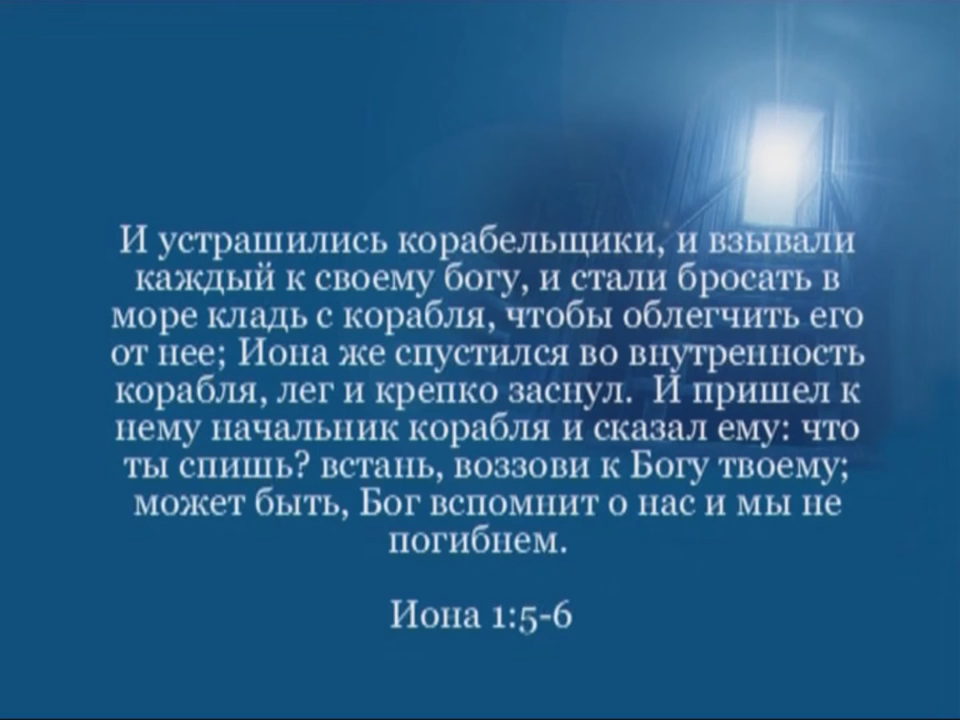 И устрашились корабельщики, и взывали
каждый к своему богу, и стали бросать в
море кладь с корабля, чтобы облегчить его
от нее; Иона же спустился во внутренность
корабля, лег и крепко заснул.  И пришел к
нему начальник корабля и сказал ему: что
ты спишь? встань, воззови к Богу твоему;
может быть, Бог вспомнит о нас и мы не
погибнем.
Иона 1:5-6